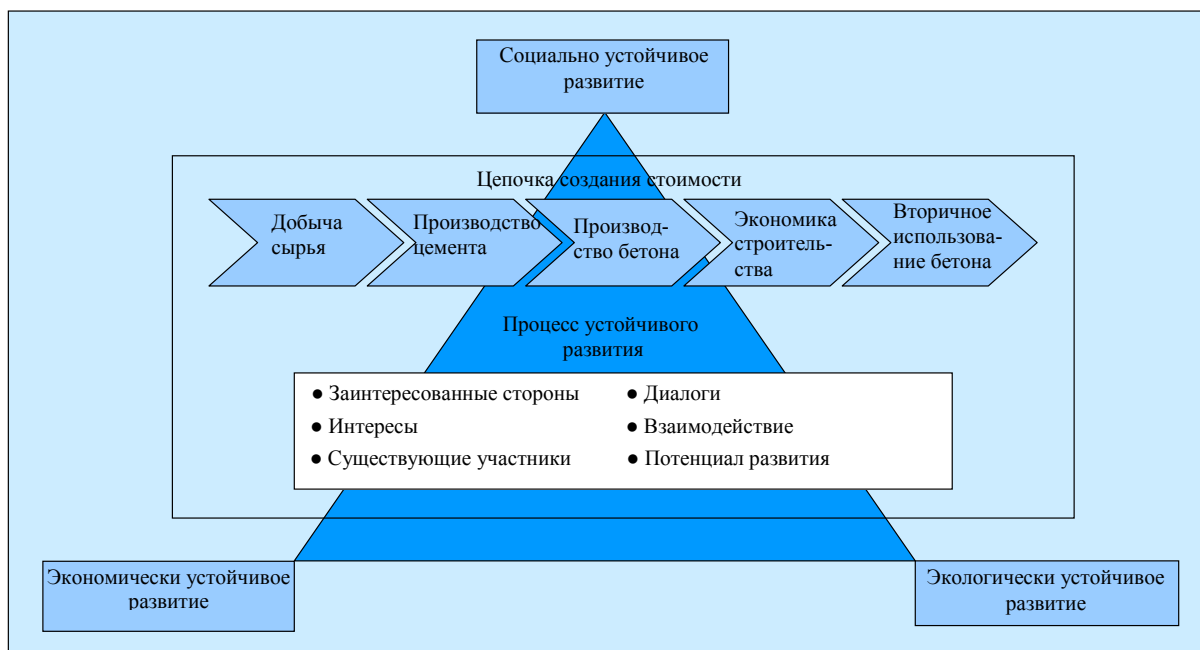 Социально устойчивое
развитие
Цепочка создания стоимости
Добыча
сырья
Производство
цемента
Производ-
ство бетона
Экономика
строитель-
ства
Вторичное
использова-
ние бетона
Процесс устойчивого
развития
● Заинтересованные стороны
● Интересы
● Существующие участники
● Диалоги
● Взаимодействие
● Потенциал развития
Экономически устойчивое
развитие
Экологически устойчивое
развитие